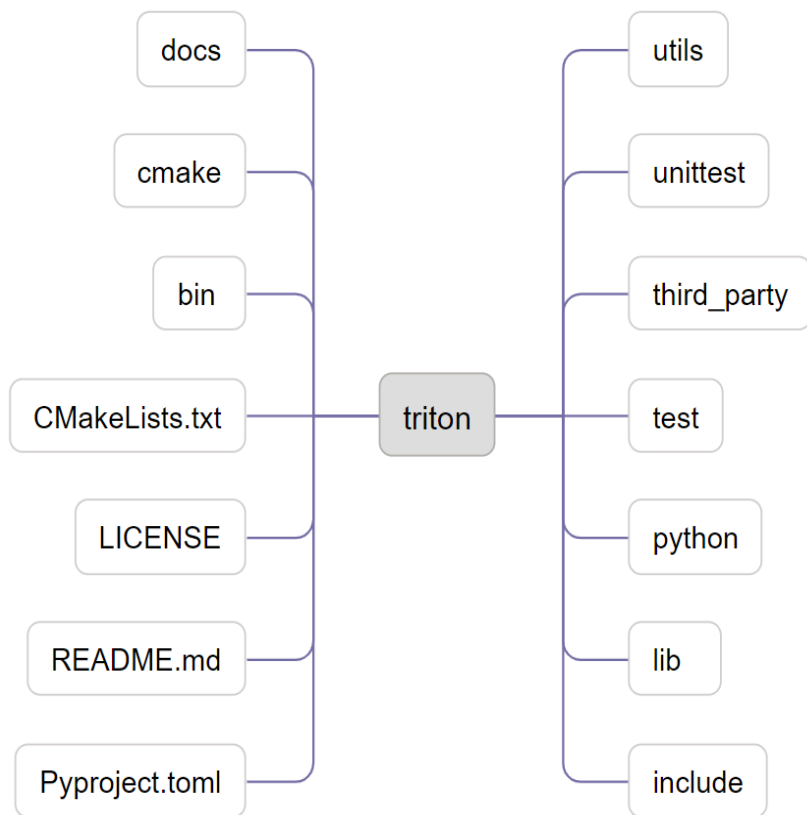 docs
cmake
bin
CMakeLists.txt
LICENSE
README.md
Pyproject.toml
triton
utils
unittest
third_party
test
python
lib
include